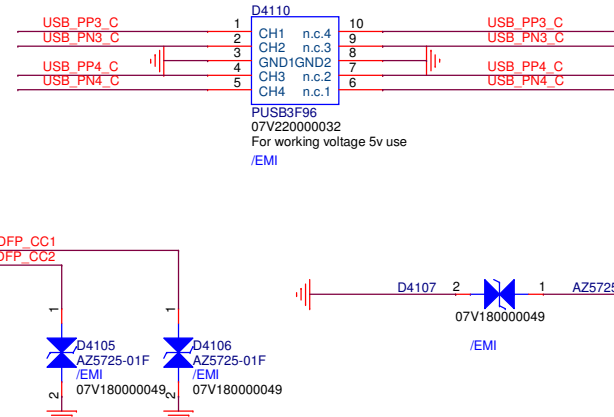 D4110
USB_PP3_C 1 CH1 n.c.4 10 USB_PP3_C
USB_PN3_C 2 CH2 n.c.3 9 USB_PN3_C
3 GND1GND2 8
USB_PP4_C 4 CH3 n.c.2 7 USB_PP4_C
USB_PN4_C 5 CH4 n.c.1 6 USB_PN4_C
PUSB3F96
07V220000032
For working voltage 5v use
/EMI
DFP_CC1
DFP_CC2
D4107 2 1 AZ5725
07V180000049
/EMI
1 1
D4105 D4106
AZ5725-01F AZ5725-01F
/EMI /EMI
07V180000049 07V180000049
2 2